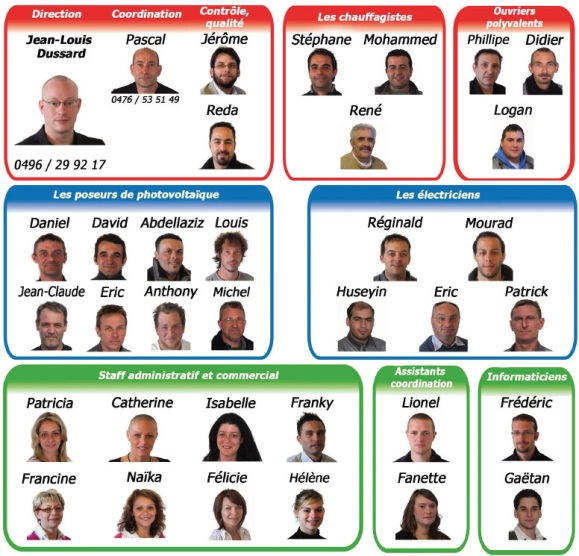 Direction
Coordination
Contrôle,
qualité
Jean-Louis
Dussard
Pascal
Jérôme
0476 / 53 51 49
Reda
0496 / 29 92 17
Les chauffagistes
Stéphane Mohammed
René
Ouvriers
polyvalents
Phillipe Didier
Logan
Les poseurs de photovoltaïque
Daniel David Abdellaziz Louis
Jean-Claude Eric Anthony Michel
Les électriciens
Réginald Mourad
Huseyin Eric Patrick
Staff administratif et commercial
Patricia Catherine Isabelle Franky
Francine Naïka Félicie Hélène
Assistants
coordination
Lionel
Fanette
Informaticiens
Frédéric
Gaëtan